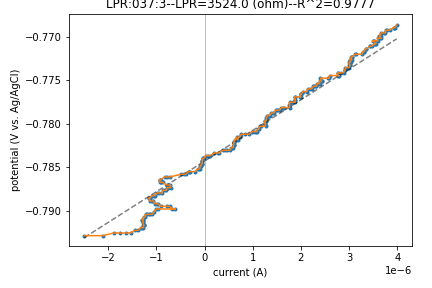 LPR:037:3--LPR=3524.0 (ohm)--R^2=0.9777
potential (V vs. Ag/AgCl)
−0.770
−0.775
−0.780
−0.785
−0.790
−2 −1 0 1 2 3 4
1e−6
current (A)